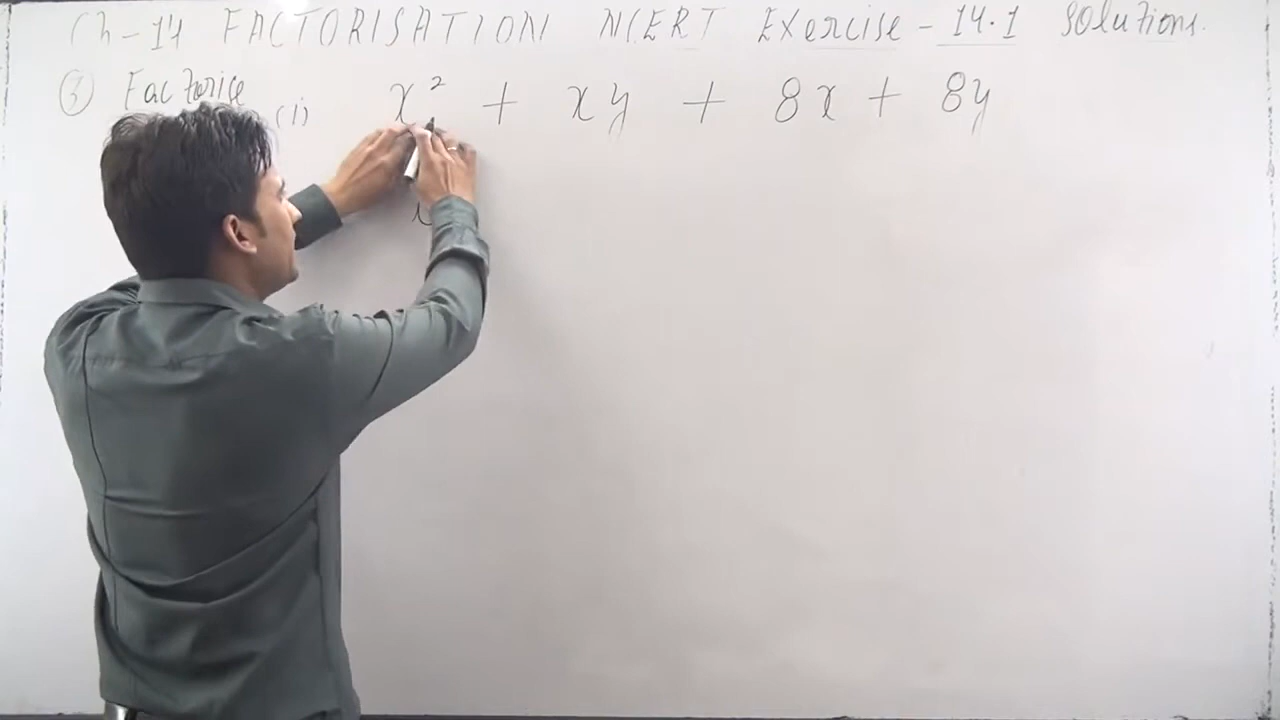 Ch-14 FACTORISATION NCERT Exercise - 14.1 Solutions.
③ Factorise
(i) x² + xy + 8x + 8y